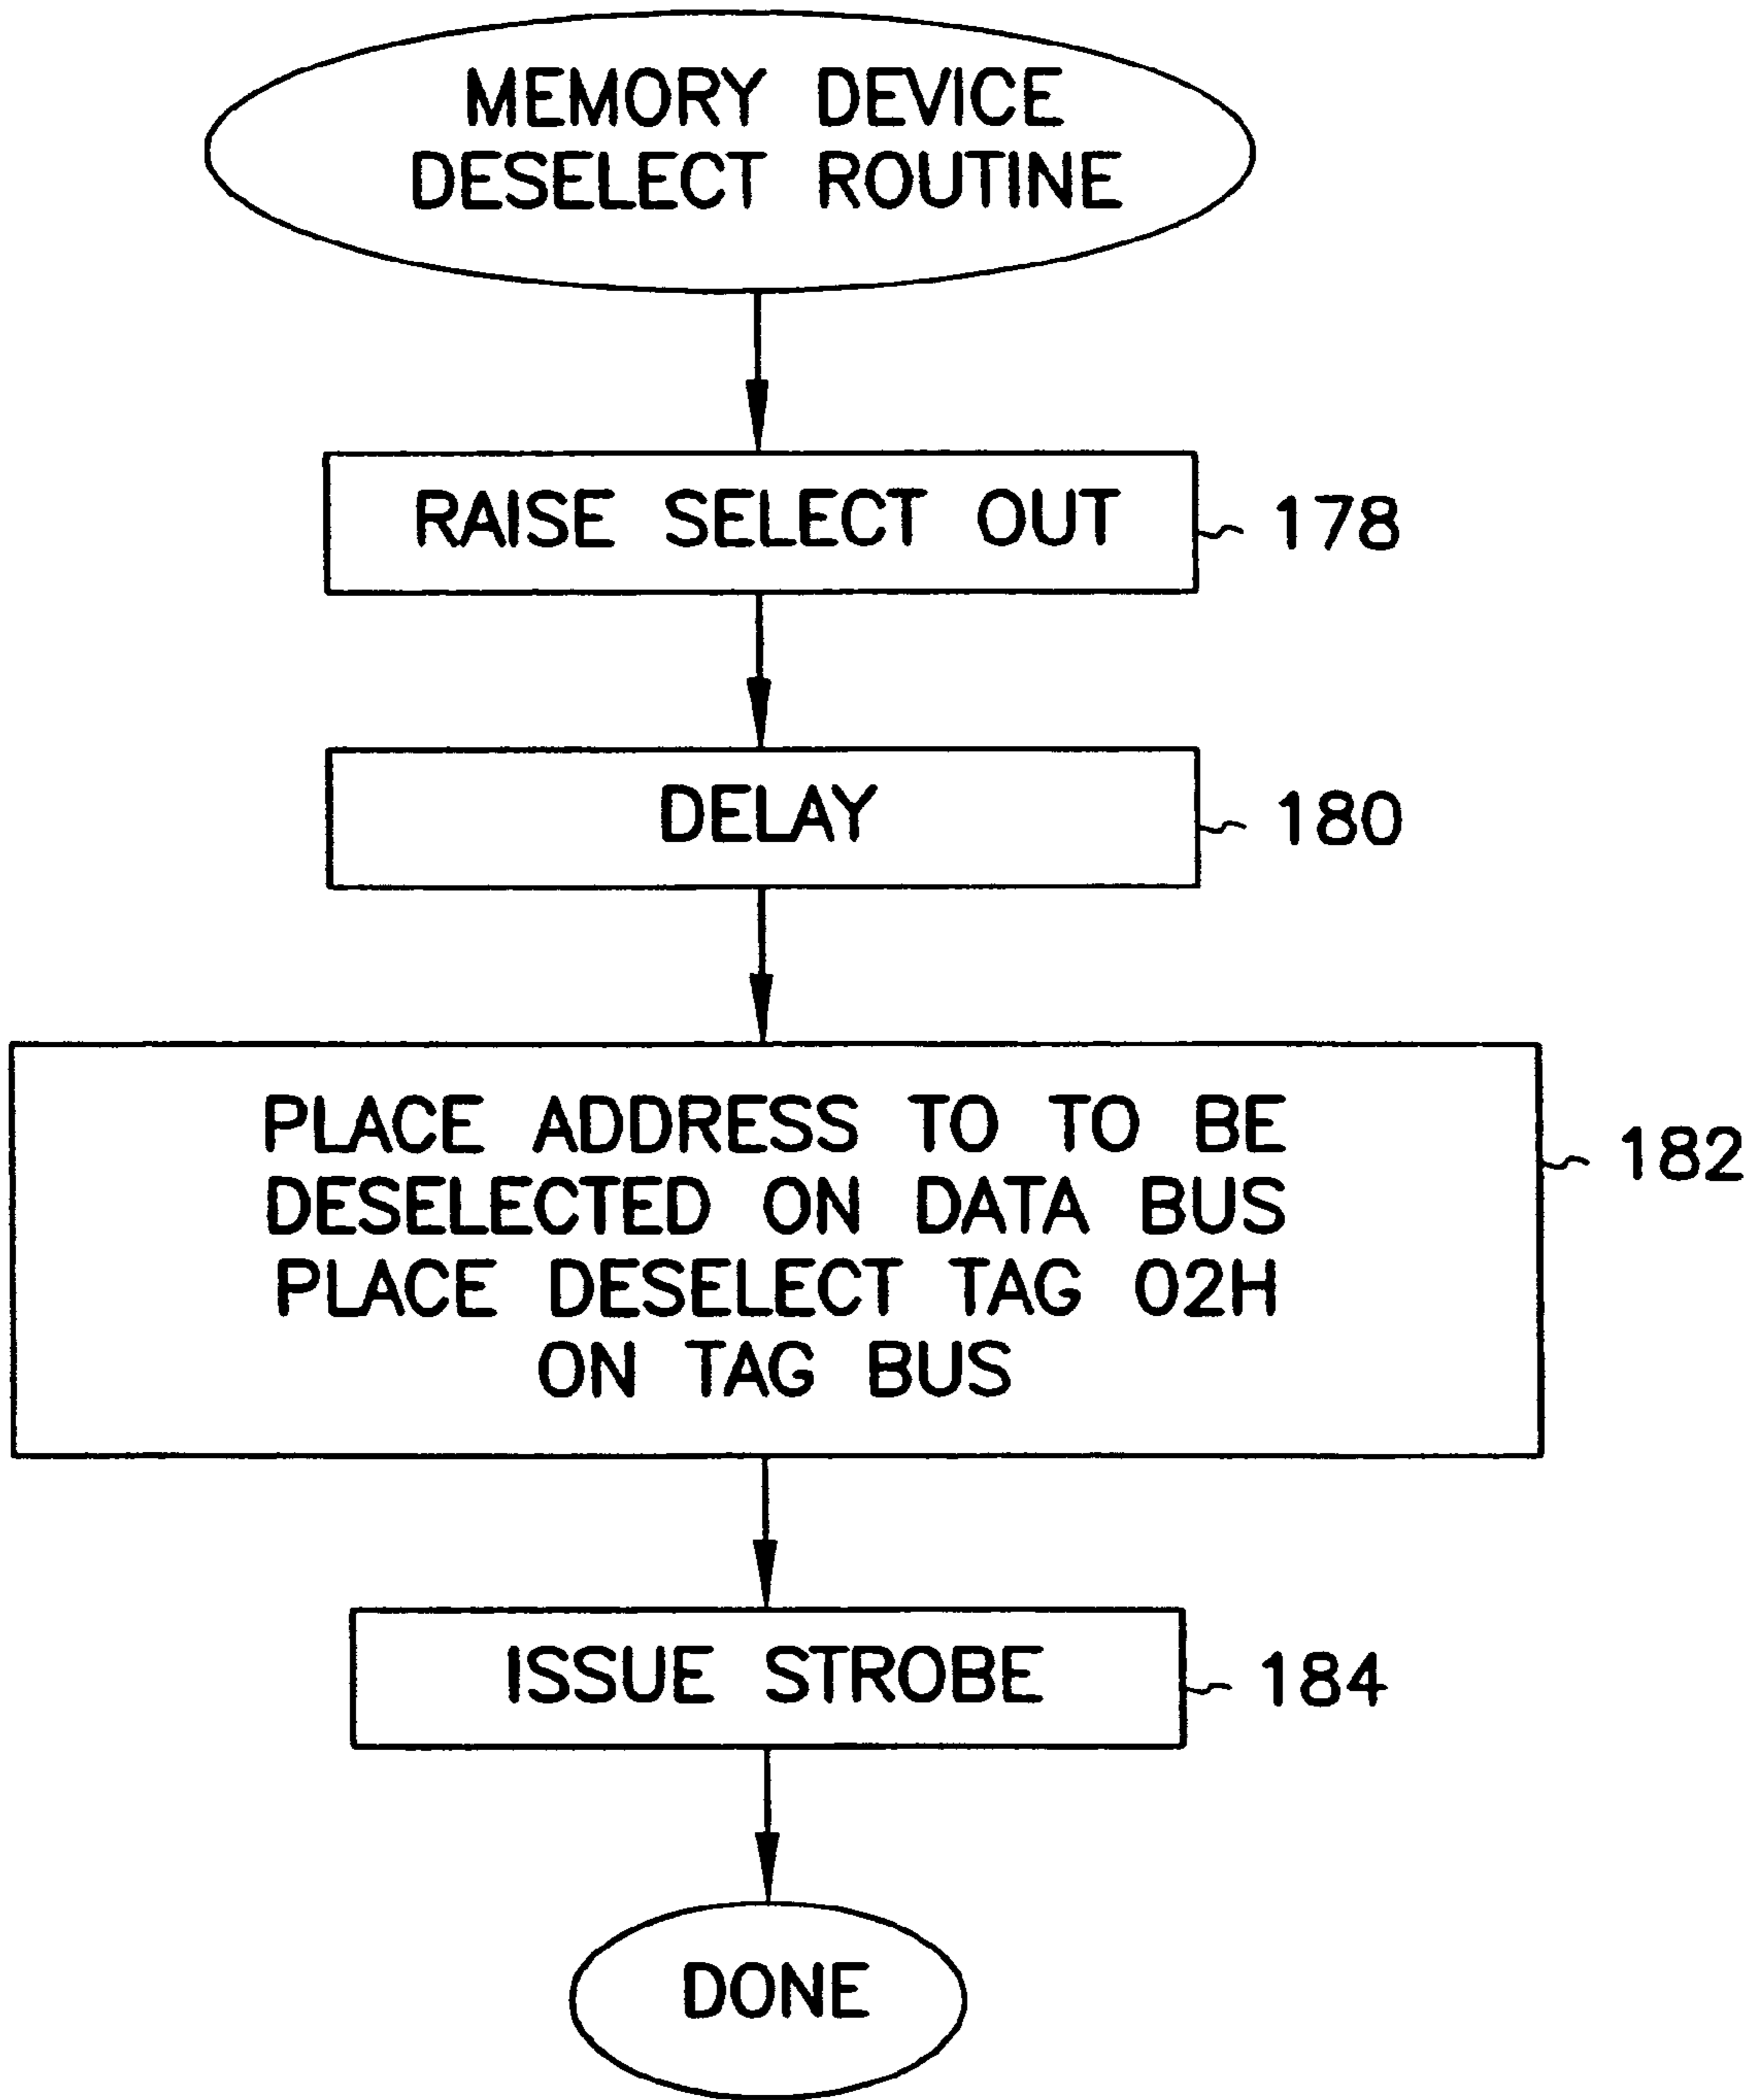 MEMORY DEVICE
DESELECT ROUTINE
RAISE SELECT OUT
178
DELAY
180
PLACE ADDRESS TO TO BE
DESELECTED ON DATA BUS
PLACE DESELECT TAG 02H
ON TAG BUS
182
ISSUE STROBE
184
DONE